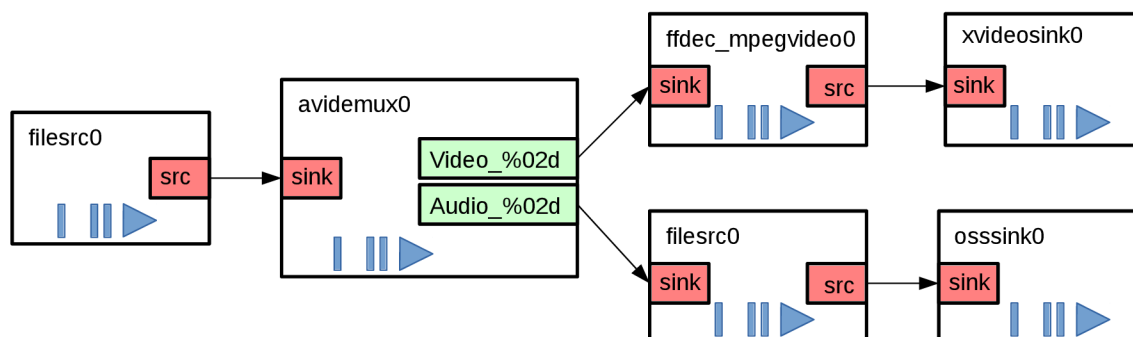 filesrc0
src
avidemux0
sink
Video_%02d
Audio_%02d
ffdec_mpegvideo0
sink
src
xvideosink0
sink
filesrc0
sink
src
osssink0
sink